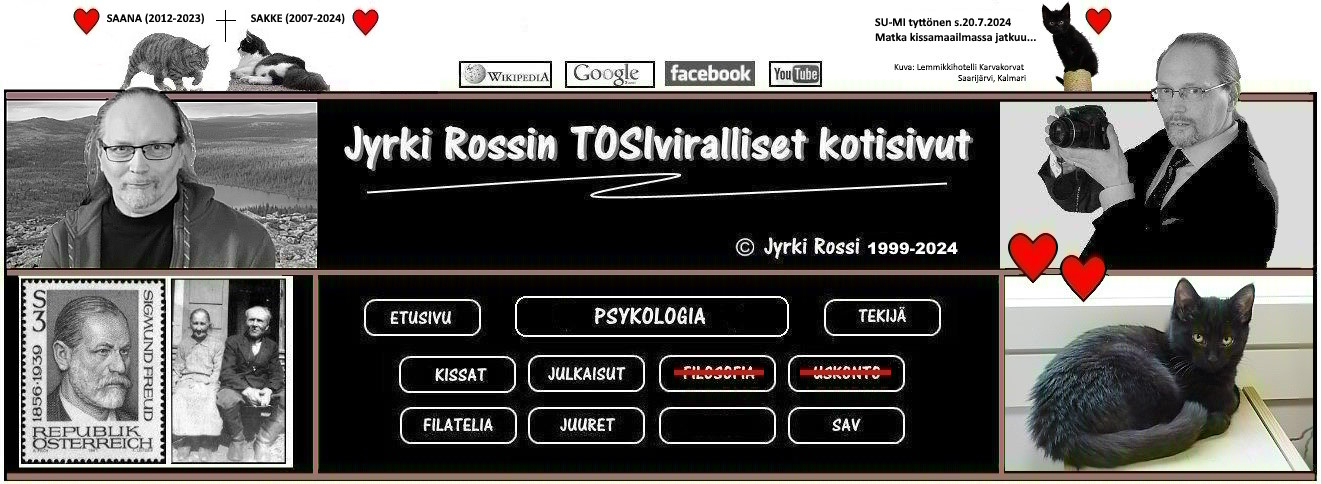 SAANA (2012-2023)
SAKKE (2007-2024)
SU-MI tyttönen s.20.7.2024
Matka kissamaailmassa jatkuu...
Kuva: Lemmikkihotelli Karvakorvat
Saarijärvi, Kalmari
WIKIPEDIA
Google
facebook
YouTube
Jyrki Rossin TOSIviralliset kotisivut
© Jyrki Rossi 1999-2024
S 3
SIGMUND FREUD
1856-1939
REPUBLIK
ÖSTERREICH
ETUSIVU
PSYKOLOGIA
TEKIJÄ
KISSAT
JULKAISUT
FILOSOFIA
USKONTO
FILATELIA
JUURET
SAV